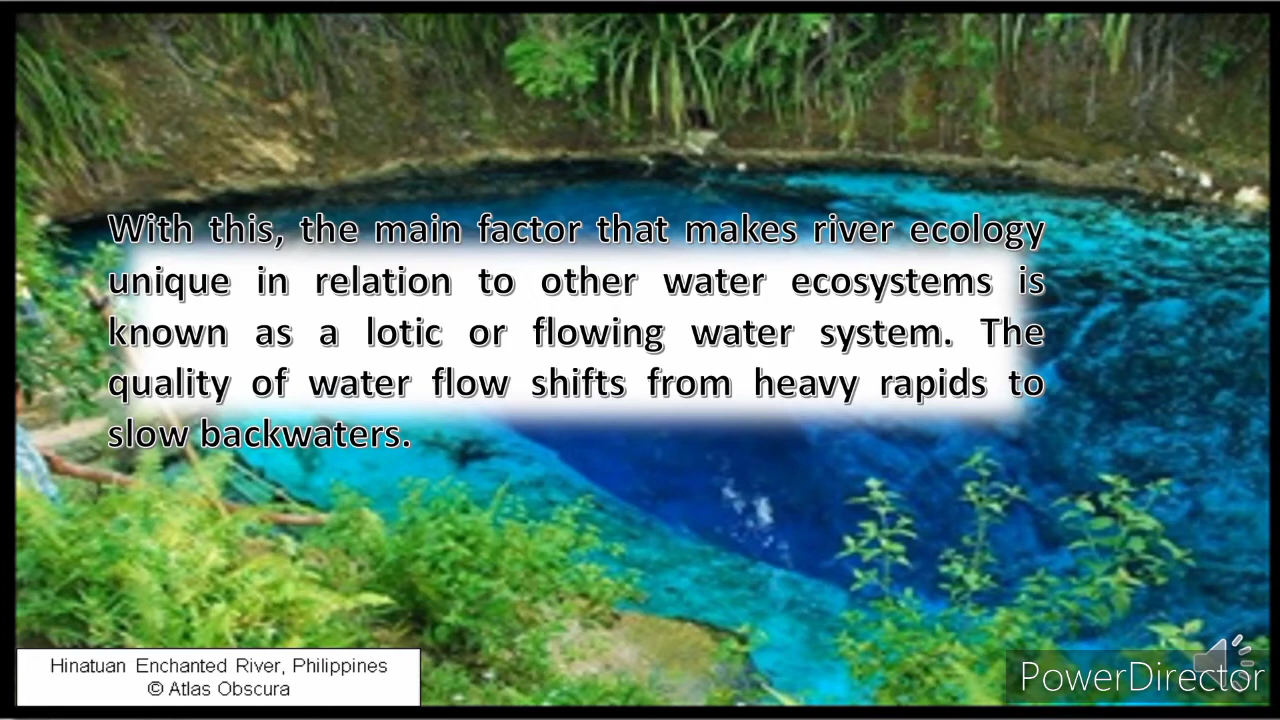 With this, the main factor that makes river ecology
unique in relation to other water ecosystems is
known as a lotic or flowing water system. The
quality of water flow shifts from heavy rapids to
slow backwaters.
Hinatuan Enchanted River, Philippines
© Atlas Obscura
PowerDirector